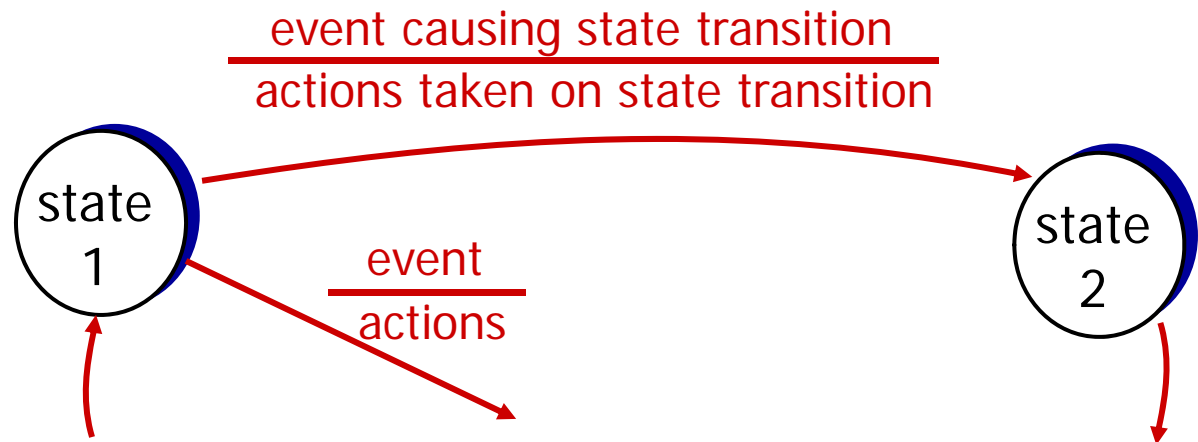 event causing state transition
actions taken on state transition
state
1
state
2
event
actions